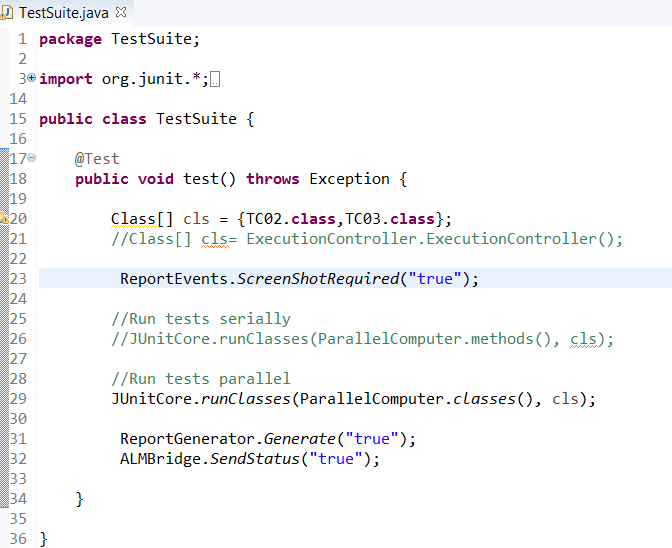 TestSuite.java
1 package TestSuite;
2
3 import org.junit.*;
14
15 public class TestSuite {
16
17 @Test
18 public void test() throws Exception {
19
20 Class[] cls = {TC02.class,TC03.class};
21 //Class[] cls= ExecutionController.ExecutionController();
22
23 ReportEvents.ScreenShotRequired("true");
24
25 //Run tests serially
26 //JUnitCore.runClasses(ParallelComputer.methods(), cls);
27
28 //Run tests parallel
29 JUnitCore.runClasses(ParallelComputer.classes(), cls);
30
31 ReportGenerator.Generate("true");
32 ALMBridge.SendStatus("true");
33
34 }
35
36 }